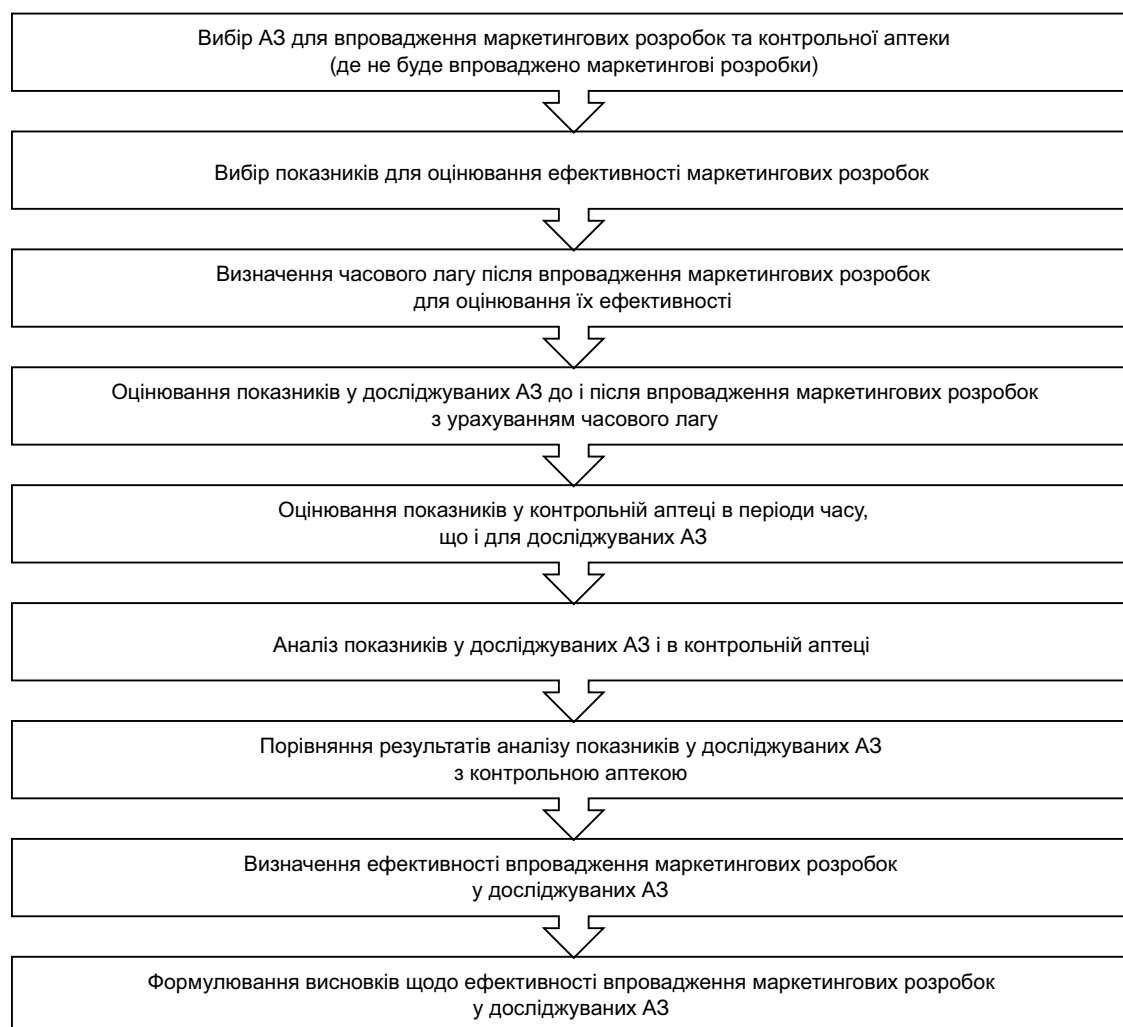 Вибір АЗ для впровадження маркетингових розробок та контрольної аптеки
(де не буде впроваджено маркетингові розробки)
Вибір показників для оцінювання ефективності маркетингових розробок
Визначення часового лагу після впровадження маркетингових розробок
для оцінювання їх ефективності
Оцінювання показників у досліджуваних АЗ до і після впровадження маркетингових розробок
з урахуванням часового лагу
Оцінювання показників у контрольній аптеці в періоди часу,
що і для досліджуваних АЗ
Аналіз показників у досліджуваних АЗ і в контрольній аптеці
Порівняння результатів аналізу показників у досліджуваних АЗ
з контрольною аптекою
Визначення ефективності впровадження маркетингових розробок
у досліджуваних АЗ
Формулювання висновків щодо ефективності впровадження маркетингових розробок
у досліджуваних АЗ